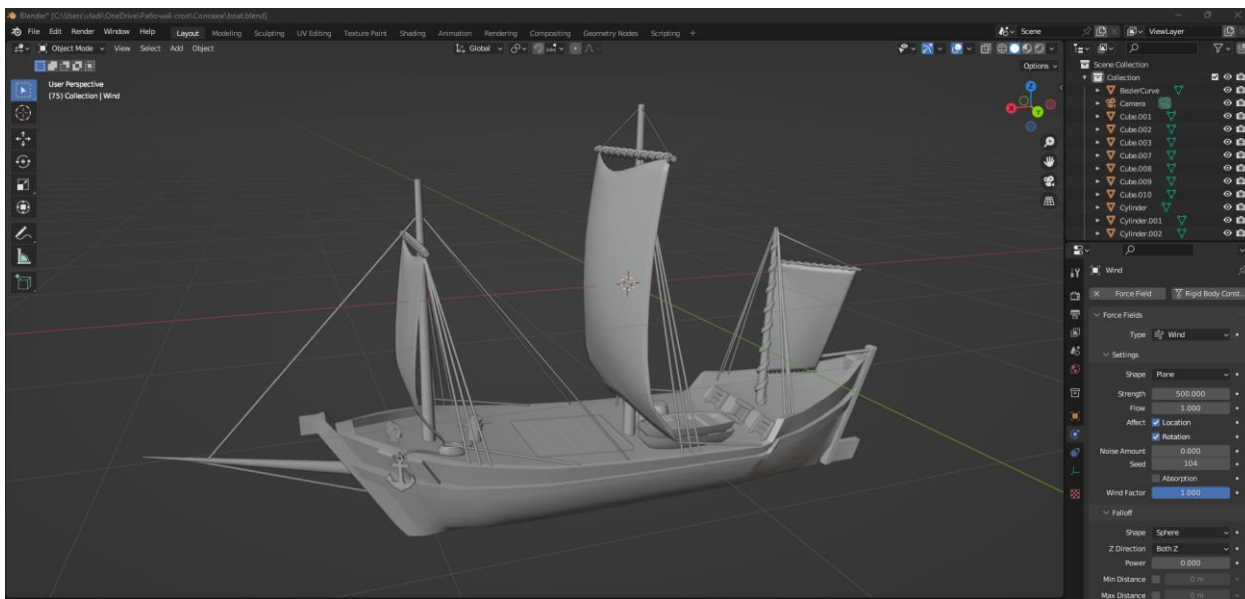 Blender* [C:\Users\vladi\OneDrive\Рабочий стол\Соловки\boat.blend]
File Edit Render Window Help Layout Modeling Sculpting UV Editing Texture Paint Shading Animation Rendering Compositing Geometry Nodes Scripting + Scene ViewLayer
Object Mode View Select Add Object Global
Options
User Perspective
(75) Collection | Wind
Z
X
Y
Scene Collection
Collection
BezierCurve
Camera
Cube.001
Cube.002
Cube.003
Cube.007
Cube.008
Cube.009
Cube.010
Cylinder
Cylinder.001
Cylinder.002
Wind
Force Field Rigid Body Const..
Force Fields
Type Wind
Settings
Shape Plane
Strength 500.000
Flow 1.000
Affect Location
Rotation
Noise Amount 0.000
Seed 104
Absorption
Wind Factor 1.000
Falloff
Shape Sphere
Z Direction Both Z
Power 0.000
Min Distance 0 m
Max Distance 0 m